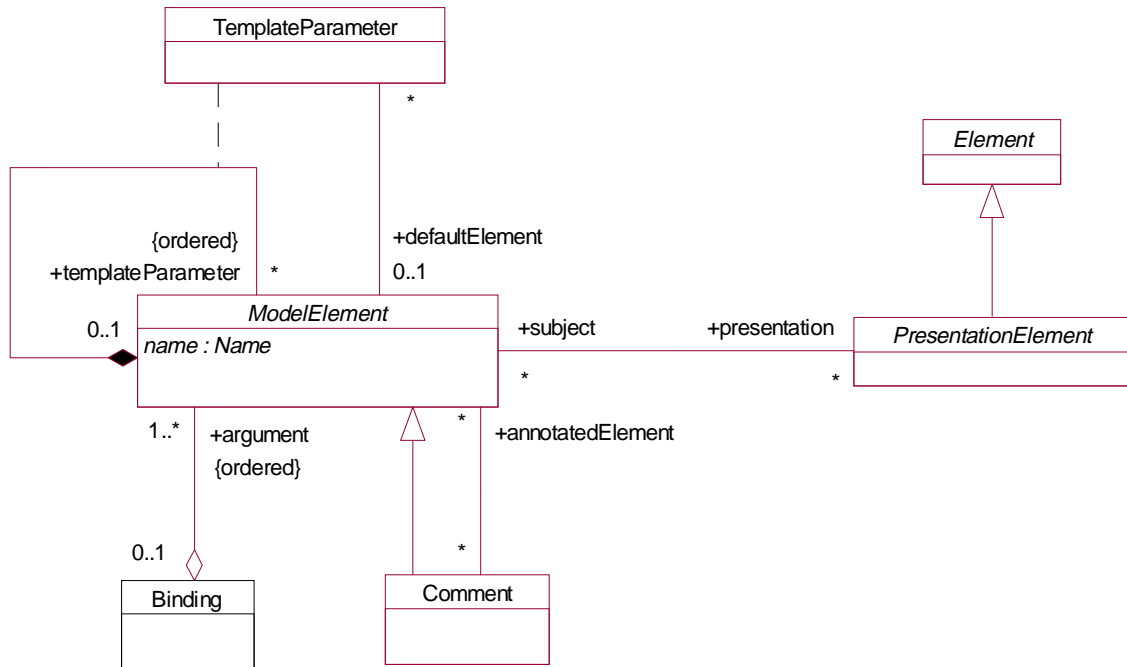 TemplateParameter
*
Element
{ordered}
+defaultElement
+templateParameter
*
0..1
ModelElement
0..1
name : Name
+subject
+presentation
PresentationElement
*
*
1..*
+argument
*
+annotatedElement
{ordered}
0..1
*
Binding
Comment